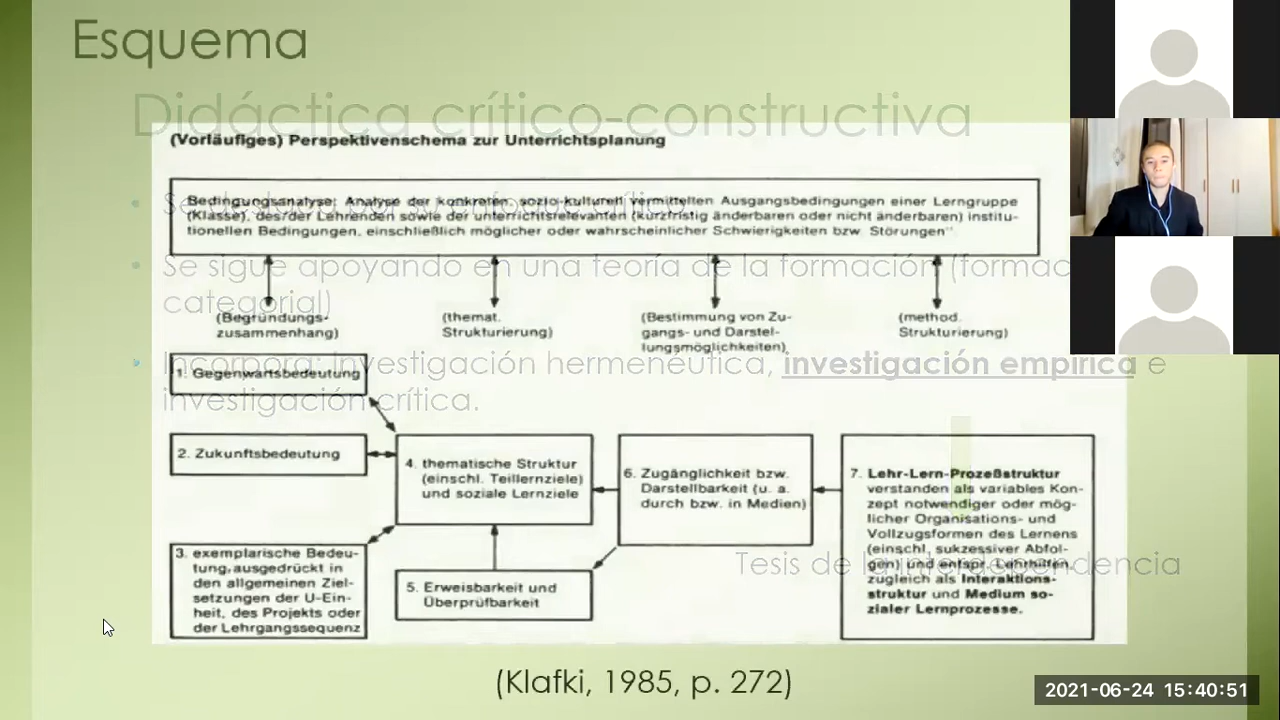 Esquema
Didáctica crítico-constructiva
(Vorläufiges) Perspektivenschema zur Unterrichtsplanung
Bedingungsanalyse: Analyse der konkreten, sozio-kulturell vermittelten Ausgangsbedingungen einer Lerngruppe
(Klasse), des/der Lehrenden sowie der unterrichtsrelevanten (kurzfristig änderbaren oder nicht änderbaren) institu-
tionellen Bedingungen, einschließlich möglicher oder wahrscheinlicher Schwierigkeiten bzw. Störungen
Se sigue apoyando en una teoría de la formación (formac
categorial)
(Begründungs-
zusammenhang)
(themat.
Strukturierung)
(Bestimmung von Zu-
gangs- und Darstel-
lungsmöglichkeiten)
(method.
Strukturierung)
Incorpora: Investigación hermenéutica, investigación empírica e
investigación crítica.
1. Gegenwartsbedeutung
2. Zukunftsbedeutung
3. exemplarische Bedeu-
tung, ausgedrückt in
den allgemeinen Ziel-
setzungen der U-Ein-
heit, des Projekts oder
der Lehrgangssequenz
4. thematische Struktur
(einschl. Teillernziele)
und soziale Lernziele
5. Erweisbarkeit und
Überprüfbarkeit
6. Zugänglichkeit bzw.
Darstellbarkeit (u. a.
durch bzw. in Medien)
7. Lehr-Lern-Prozeßstruktur
verstanden als variables Kon-
zept notwendiger oder mög-
licher Organisations- und
Vollzugsformen des Lernens
(einschl. sukzessiver Abfol-
gen) und entspr. Lehrhilfen,
zugleich als Interaktions-
struktur und Medium so-
zialer Lernprozesse.
Tesis de la
(Klafki, 1985, p. 272)
2021-06-24 15:40:51